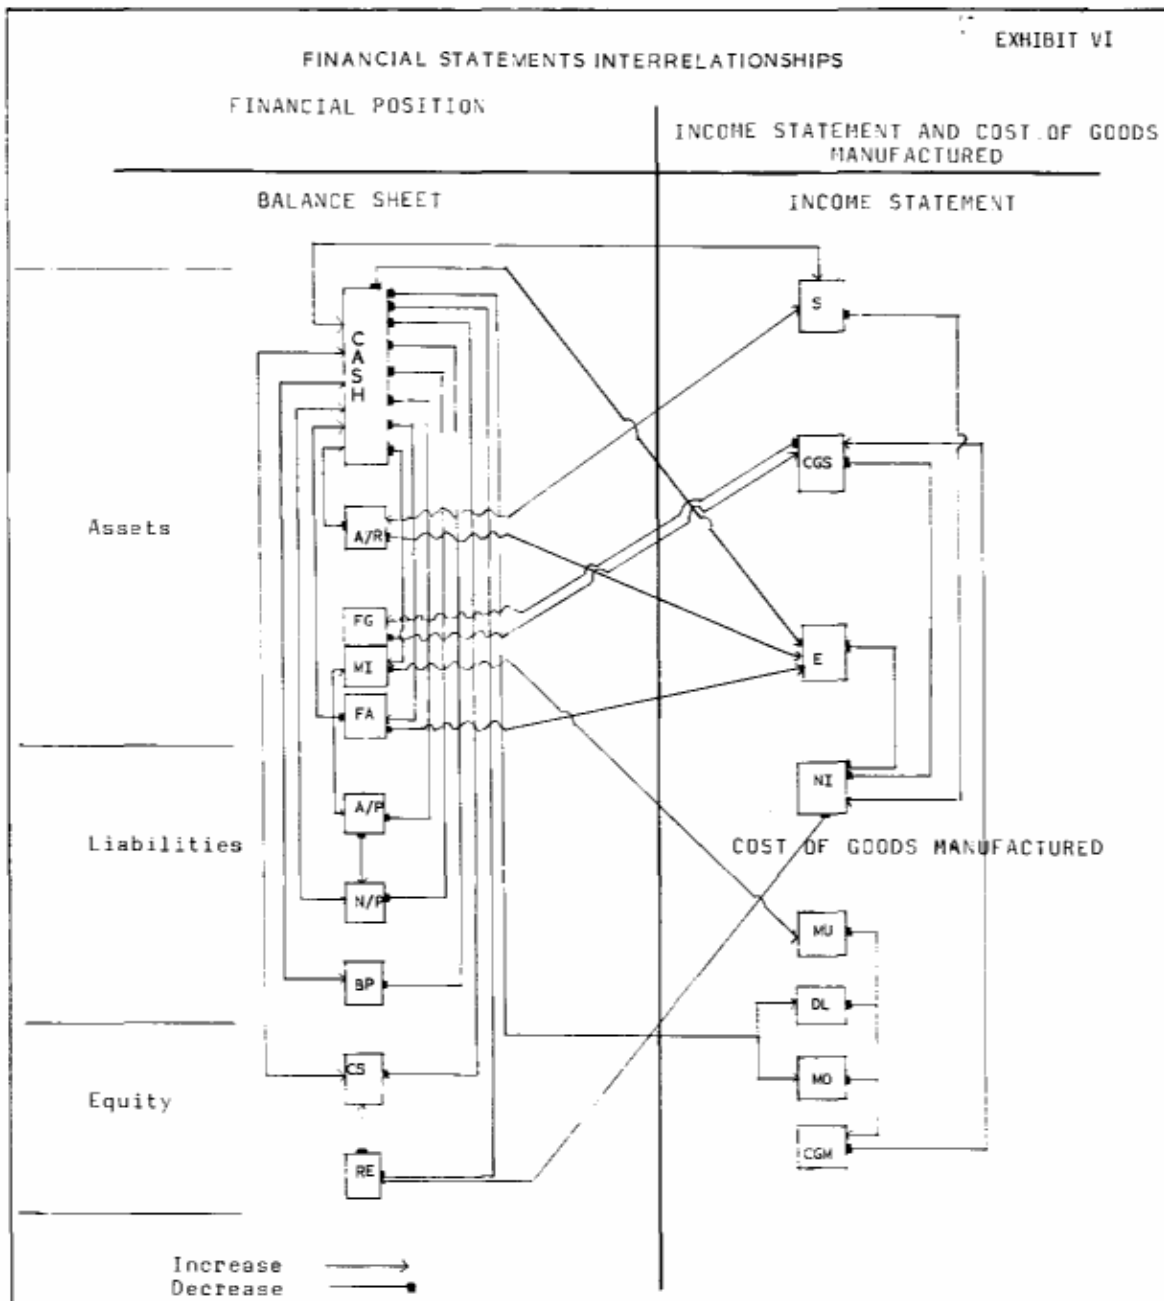 EXHIBIT VI
FINANCIAL STATEMENTS INTERRELATIONSHIPS
FINANCIAL POSITION
INCOME STATEMENT AND COST.OF GOODS
MANUFACTURED
BALANCE SHEET
INCOME STATEMENT
S
CASH
CGS
Assets
A/R
FG
MI
E
FA
NI
A/P
Liabilities
COST OF GOODS MANUFACTURED
N/P
MU
BP
DL
CS
MO
Equity
CGM
RE
Increase
Decrease